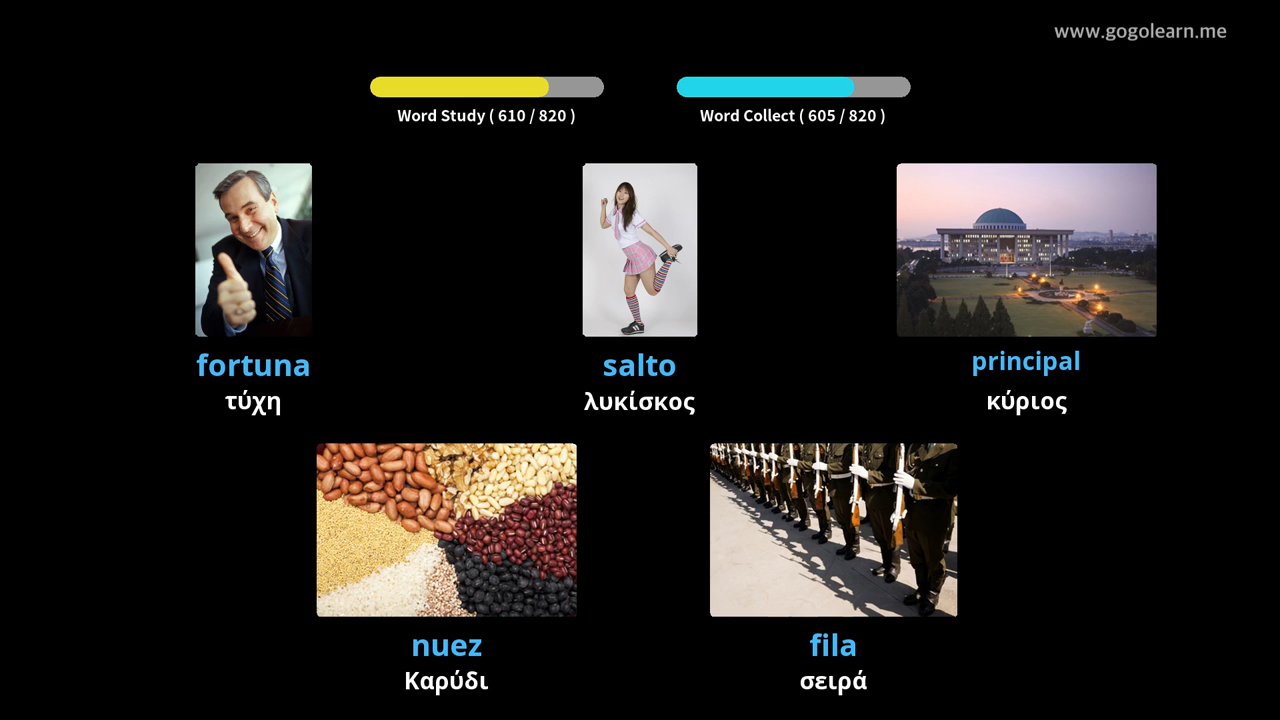 www.gogolearn.me
Word Study ( 610 / 820 )
Word Collect ( 605 / 820 )
fortuna
τύχη
salto
λυκίσκος
principal
κύριος
nuez
Καρύδι
fila
σειρά